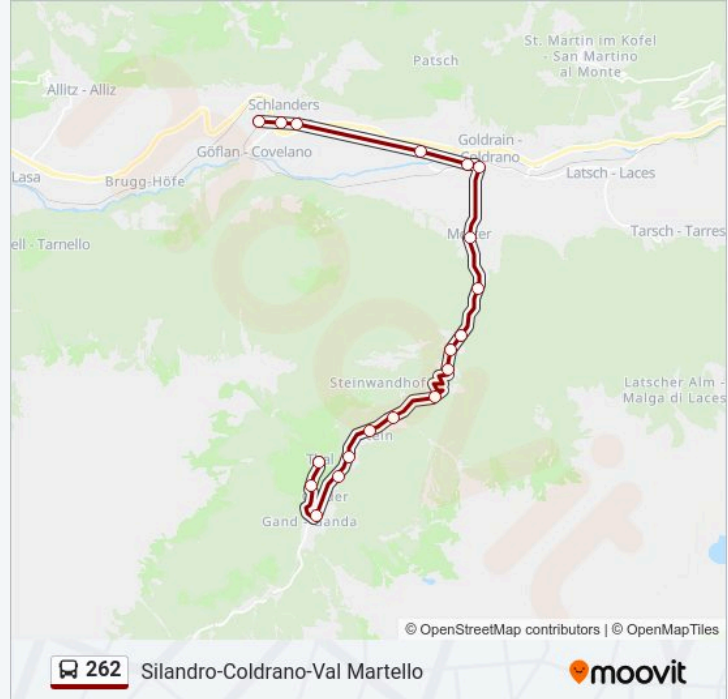 St. Martin im Kofel
- San Martino
al Monte
Patsch
Allitz - Alliz
Schlanders
Goldrain -
Coldrano
Göflan - Covelano
Lasa
Brugg-Höfe
Latsch - Laces
ell - Tarnello
Tarsch - Tarres
Steinwandhof
Latscher Alm -
Malga di Laces
Gand - Ganda
© OpenStreetMap contributors | © OpenMapTiles
262 Silandro-Coldrano-Val Martello
moovit